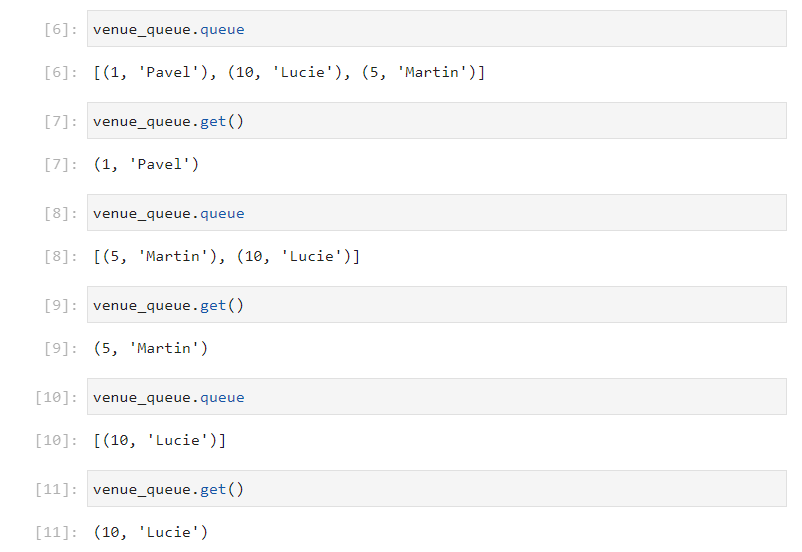 [6]: venue_queue.queue
[6]: [(1, 'Pavel'), (10, 'Lucie'), (5, 'Martin')]
[7]: venue_queue.get()
[7]: (1, 'Pavel')
[8]: venue_queue.queue
[8]: [(5, 'Martin'), (10, 'Lucie')]
[9]: venue_queue.get()
[9]: (5, 'Martin')
[10]: venue_queue.queue
[10]: [(10, 'Lucie')]
[11]: venue_queue.get()
[11]: (10, 'Lucie')